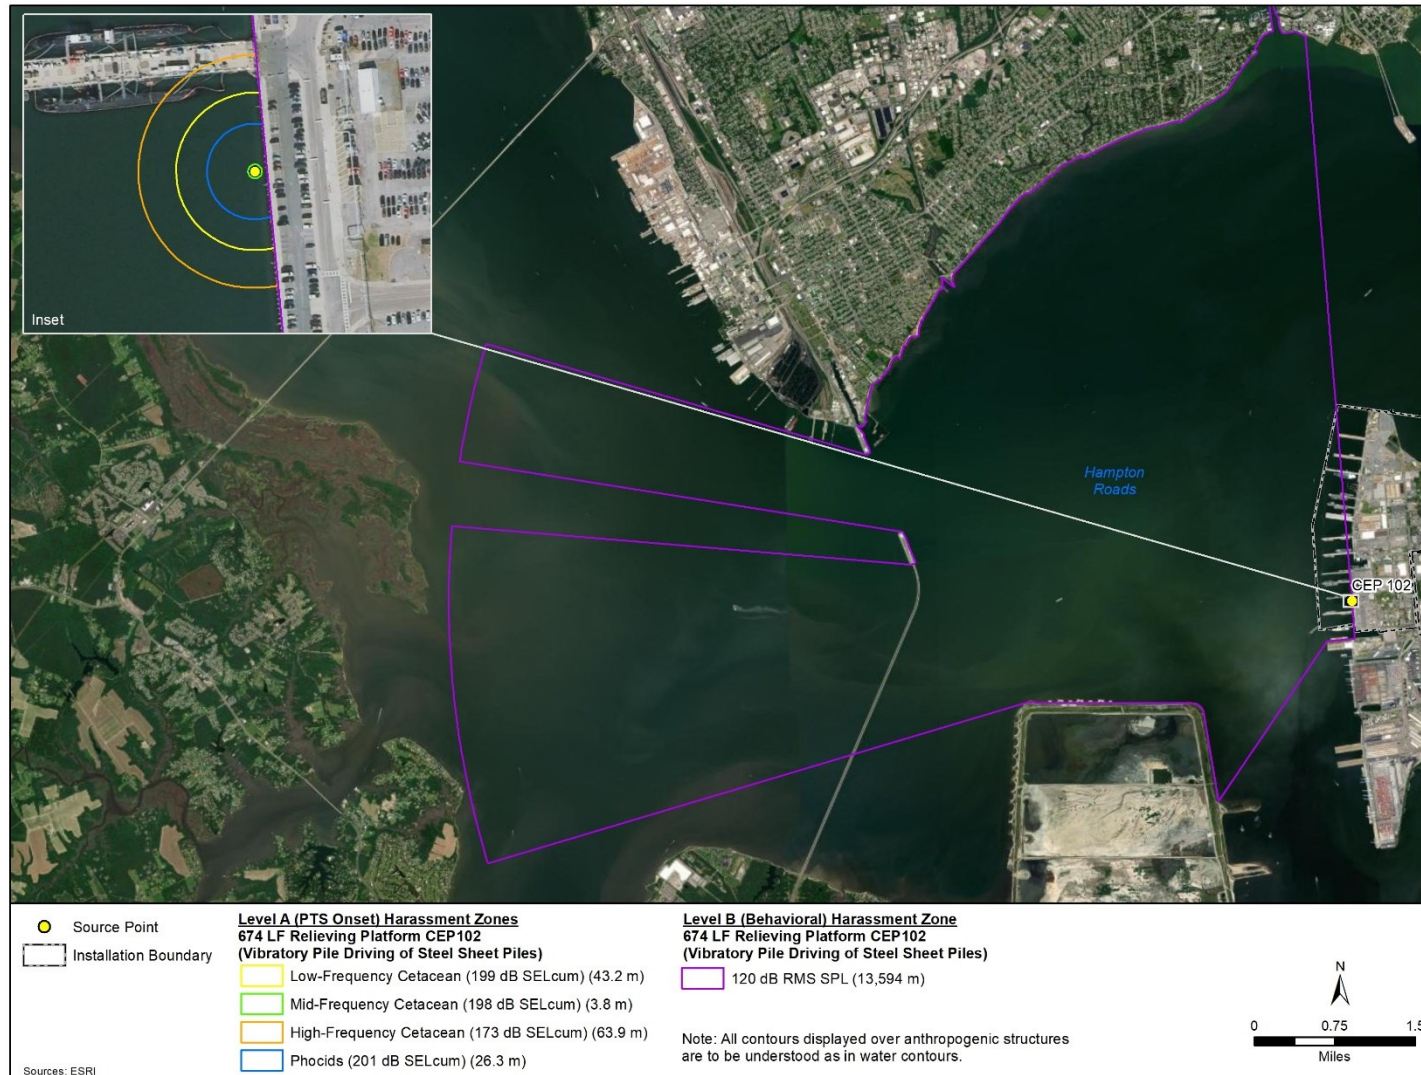 Inset
Hampton
Roads
CEP 102
Source Point
Installation Boundary
Level A (PTS Onset) Harassment Zones
674 LF Relieving Platform CEP102
(Vibratory Pile Driving of Steel Sheet Piles)
Low-Frequency Cetacean (199 dB SELcum) (43.2 m)
Mid-Frequency Cetacean (198 dB SELcum) (3.8 m)
High-Frequency Cetacean (173 dB SELcum) (63.9 m)
Phocids (201 dB SELcum) (26.3 m)
Level B (Behavioral) Harassment Zone
674 LF Relieving Platform CEP102
(Vibratory Pile Driving of Steel Sheet Piles)
120 dB RMS SPL (13,594 m)
Note: All contours displayed over anthropogenic structures
are to be understood as in water contours.
N
0 0.75 1.5
Miles
Sources: ESRI